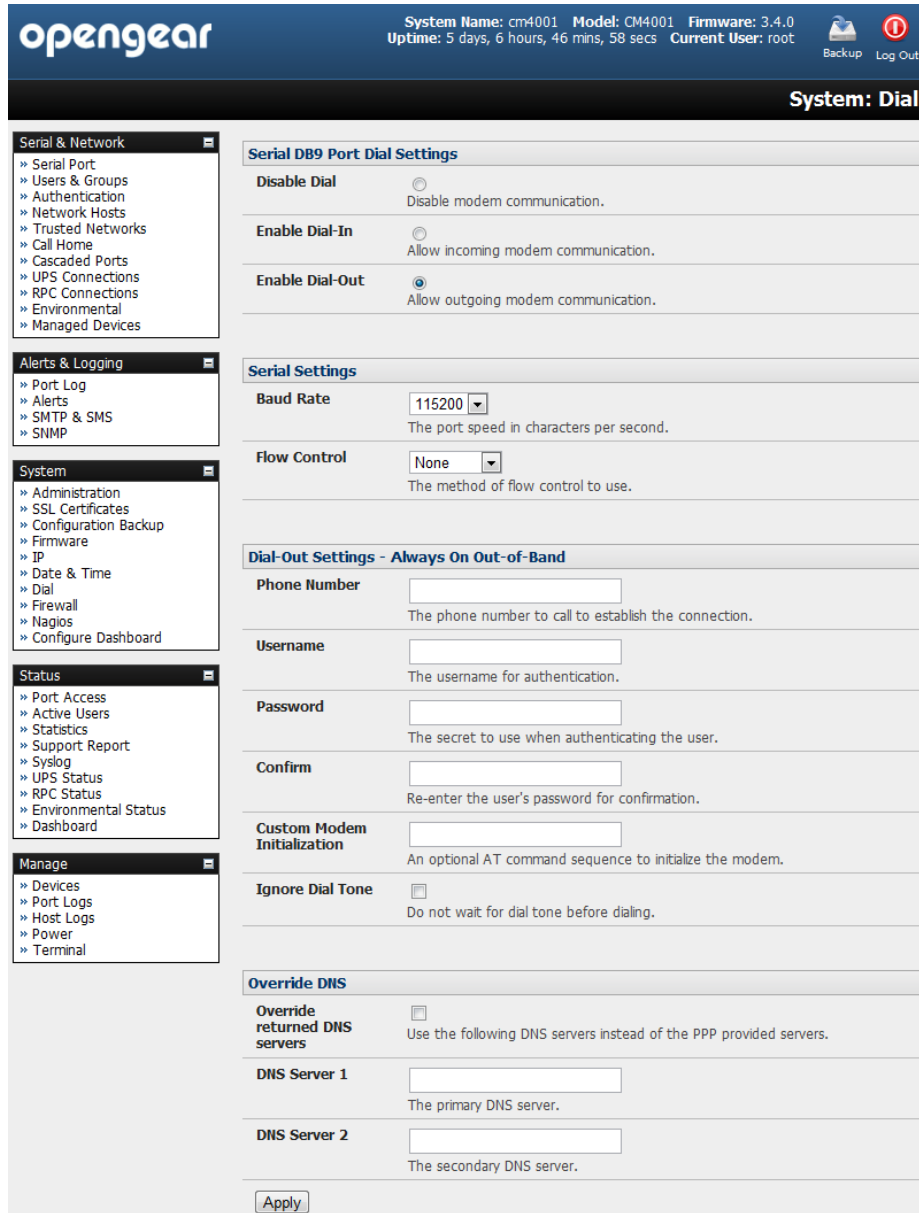 opengear
System Name: cm4001 Model: CM4001 Firmware: 3.4.0
Uptime: 5 days, 6 hours, 46 mins, 58 secs Current User: root
Backup
Log Out
System: Dial
Serial & Network
» Serial Port
» Users & Groups
» Authentication
» Network Hosts
» Trusted Networks
» Call Home
» Cascaded Ports
» UPS Connections
» RPC Connections
» Environmental
» Managed Devices
Alerts & Logging
» Port Log
» Alerts
» SMTP & SMS
» SNMP
System
» Administration
» SSL Certificates
» Configuration Backup
» Firmware
» IP
» Date & Time
» Dial
» Firewall
» Nagios
» Configure Dashboard
Status
» Port Access
» Active Users
» Statistics
» Support Report
» Syslog
» UPS Status
» RPC Status
» Environmental Status
» Dashboard
Manage
» Devices
» Port Logs
» Host Logs
» Power
» Terminal
Serial DB9 Port Dial Settings
Disable Dial
Disable modem communication.
Enable Dial-In
Allow incoming modem communication.
Enable Dial-Out
Allow outgoing modem communication.
Serial Settings
Baud Rate
115200
The port speed in characters per second.
Flow Control
None
The method of flow control to use.
Dial-Out Settings - Always On Out-of-Band
Phone Number
The phone number to call to establish the connection.
Username
The username for authentication.
Password
The secret to use when authenticating the user.
Confirm
Re-enter the user's password for confirmation.
Custom Modem
Initialization
An optional AT command sequence to initialize the modem.
Ignore Dial Tone
Do not wait for dial tone before dialing.
Override DNS
Override
returned DNS
servers
Use the following DNS servers instead of the PPP provided servers.
DNS Server 1
The primary DNS server.
DNS Server 2
The secondary DNS server.
Apply